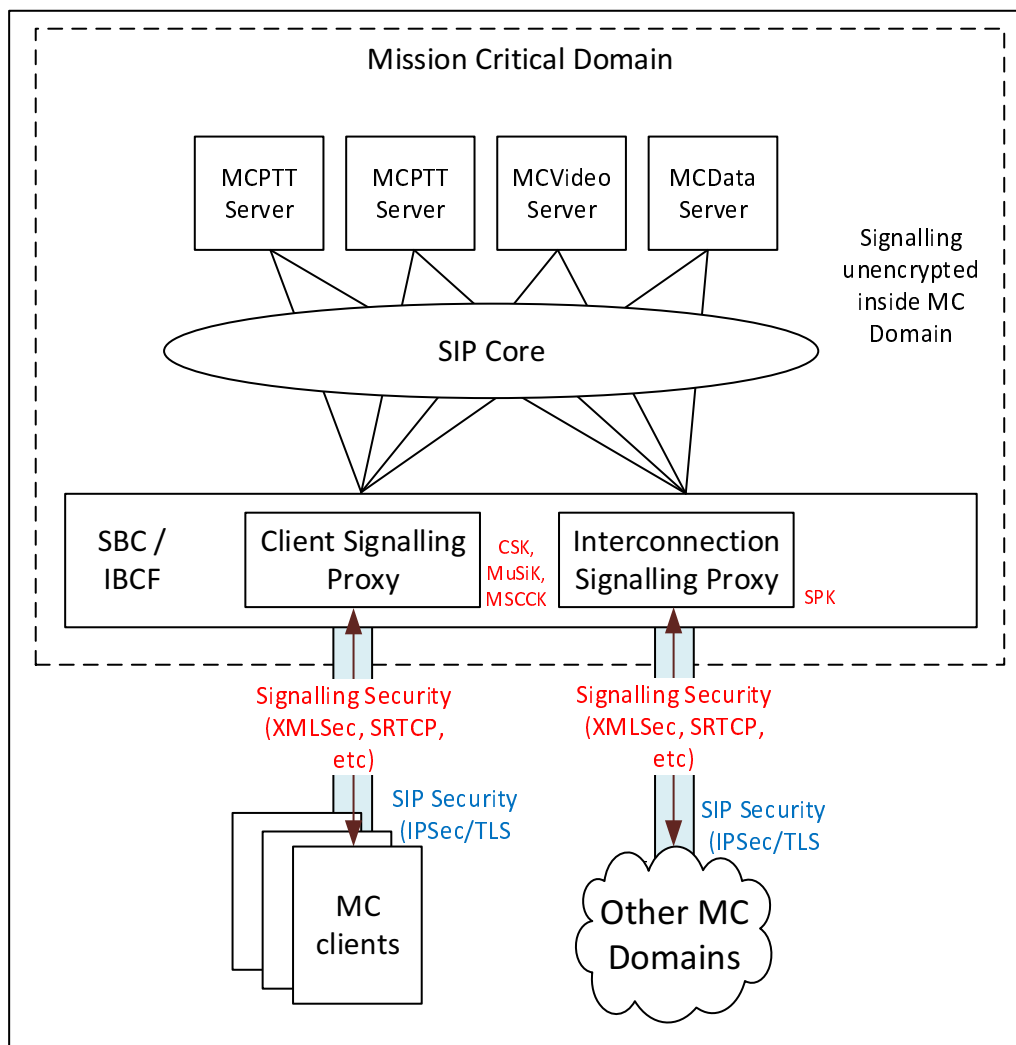 Mission Critical Domain
MCPTT
Server
MCPTT
Server
MCVideo
Server
MCData
Server
Signalling
unencrypted
inside MC
Domain
SIP Core
SBC /
IBCF
Client Signalling
Proxy
CSK,
MuSiK,
MSCCK
Interconnection
Signalling Proxy
SPK
Signalling Security
(XMLSec, SRTCP,
etc)
Signalling Security
(XMLSec, SRTCP,
etc)
SIP Security
(IPSec/TLS
SIP Security
(IPSec/TLS
MC
clients
Other MC
Domains